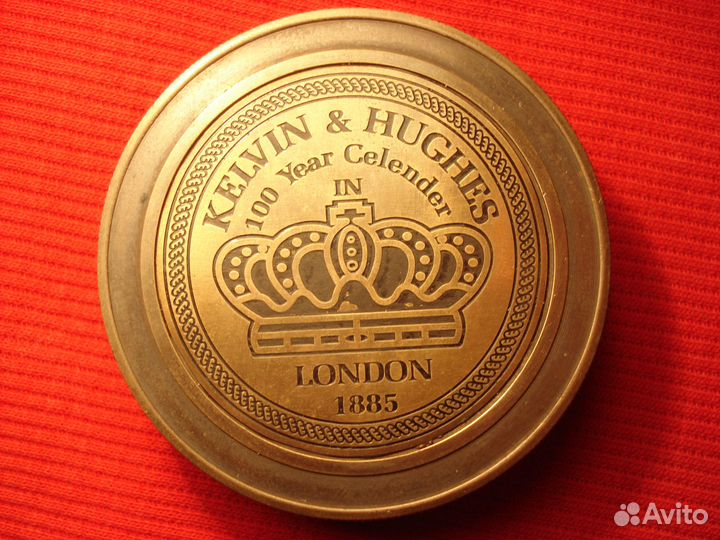 KELVIN & HUGHES
100 Year Celender
IN
LONDON
1885
Avito